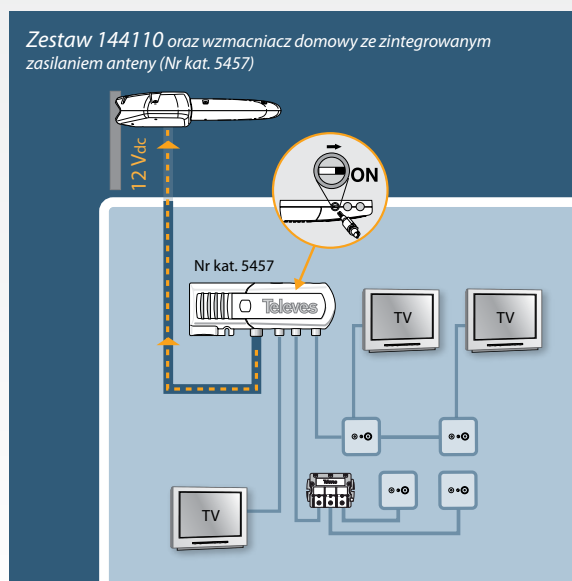 Zestaw 144110 oraz wzmacniacz domowy ze zintegrowanym
zasilaniem anteny (Nr kat. 5457)
12 Vdc
ON
Nr kat. 5457
Televes
TV
TV
Televes
TV